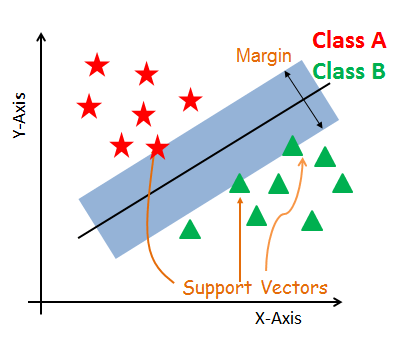 Class A
Margin
Class B
Y-Axis
Support Vectors
X-Axis